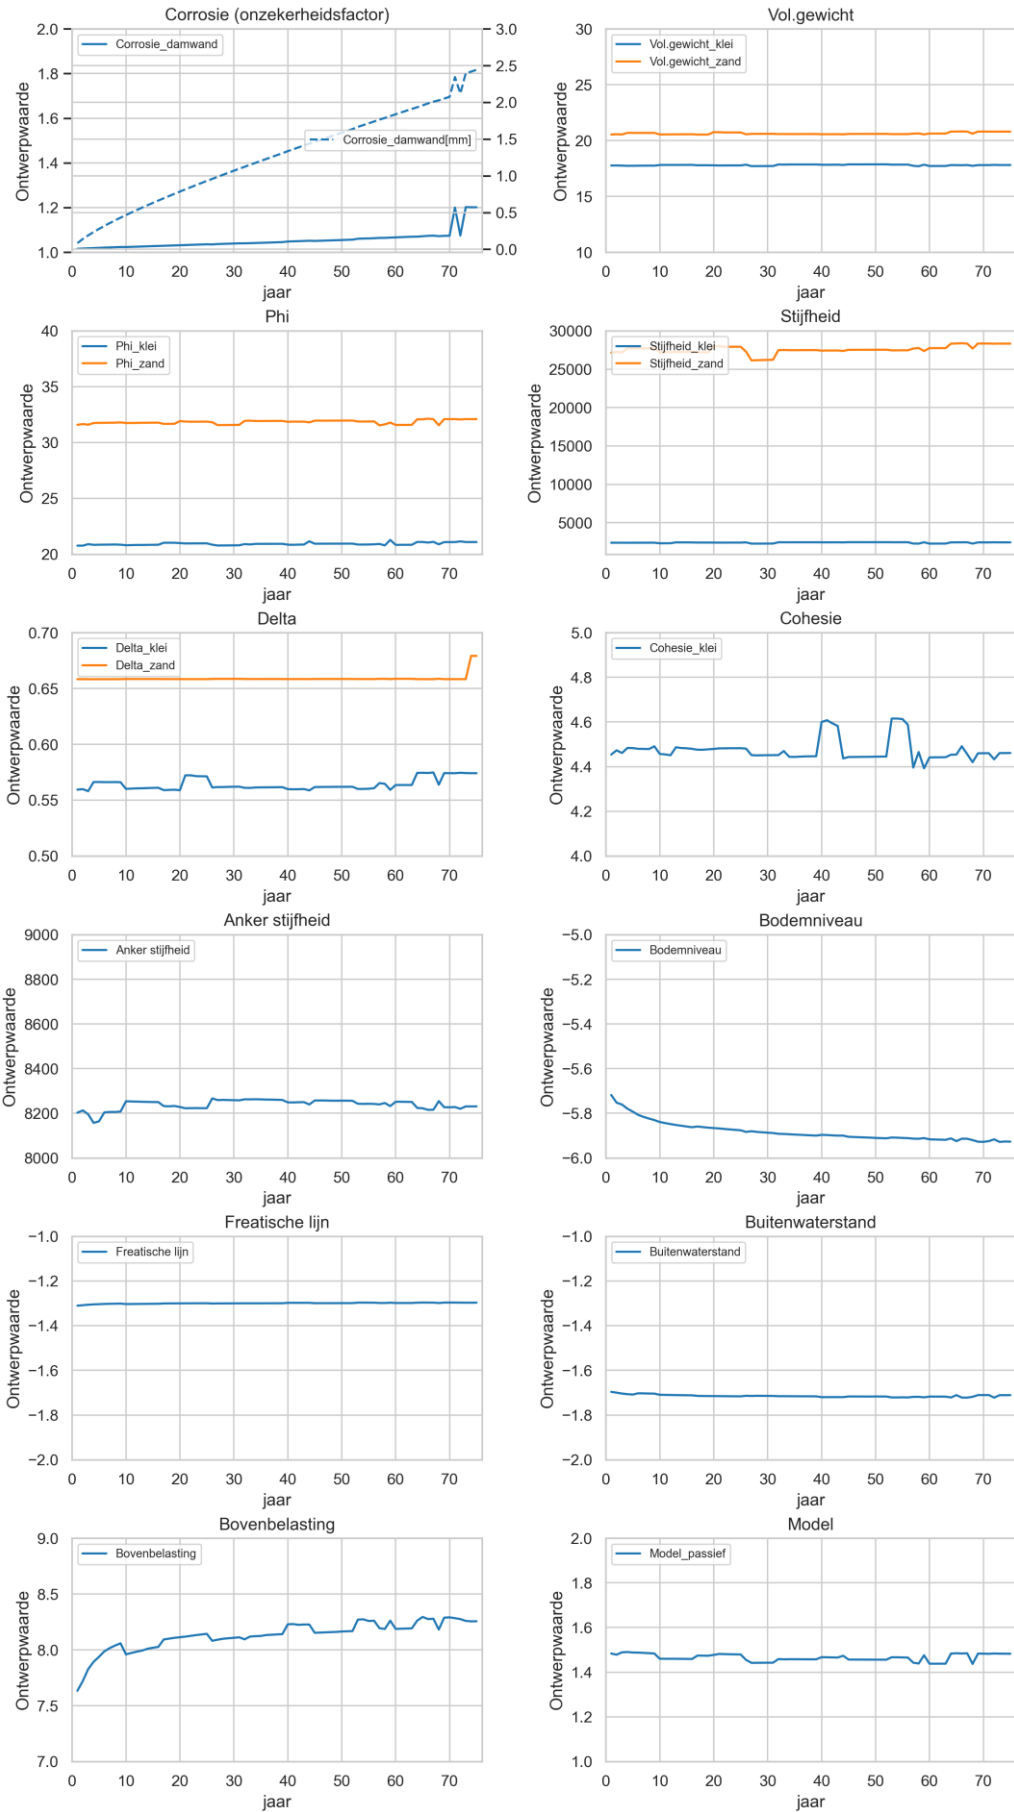 Corrosie (onzekerheidsfactor)
2.0
1.8
1.6
1.4
1.2
1.0
3.0
2.5
2.0
1.5
1.0
0.5
0.0
Corrosie_damwand
Corrosie_damwand[mm]
Ontwerpwaarde
0 10 20 30 40 50 60 70
jaar
Vol.gewicht
30
25
20
15
10
Vol.gewicht_klei
Vol.gewicht_zand
Ontwerpwaarde
0 10 20 30 40 50 60 70
jaar
Phi
40
35
30
25
20
Phi_klei
Phi_zand
Ontwerpwaarde
0 10 20 30 40 50 60 70
jaar
Stijfheid
30000
25000
20000
15000
10000
5000
Stijfheid_klei
Stijfheid_zand
Ontwerpwaarde
0 10 20 30 40 50 60 70
jaar
Delta
0.70
0.65
0.60
0.55
0.50
Delta_klei
Delta_zand
Ontwerpwaarde
0 10 20 30 40 50 60 70
jaar
Cohesie
5.0
4.8
4.6
4.4
4.2
4.0
Cohesie_klei
Ontwerpwaarde
0 10 20 30 40 50 60 70
jaar
Anker stijfheid
9000
8800
8600
8400
8200
8000
Anker stijfheid
Ontwerpwaarde
0 10 20 30 40 50 60 70
jaar
Bodemniveau
−5.0
−5.2
−5.4
−5.6
−5.8
−6.0
Bodemniveau
Ontwerpwaarde
0 10 20 30 40 50 60 70
jaar
Freatische lijn
−1.0
−1.2
−1.4
−1.6
−1.8
−2.0
Freatische lijn
Ontwerpwaarde
0 10 20 30 40 50 60 70
jaar
Buitenwaterstand
−1.0
−1.2
−1.4
−1.6
−1.8
−2.0
Buitenwaterstand
Ontwerpwaarde
0 10 20 30 40 50 60 70
jaar
Bovenbelasting
9.0
8.5
8.0
7.5
7.0
Bovenbelasting
Ontwerpwaarde
0 10 20 30 40 50 60 70
jaar
Model
2.0
1.8
1.6
1.4
1.2
1.0
Model_passief
Ontwerpwaarde
0 10 20 30 40 50 60 70
jaar